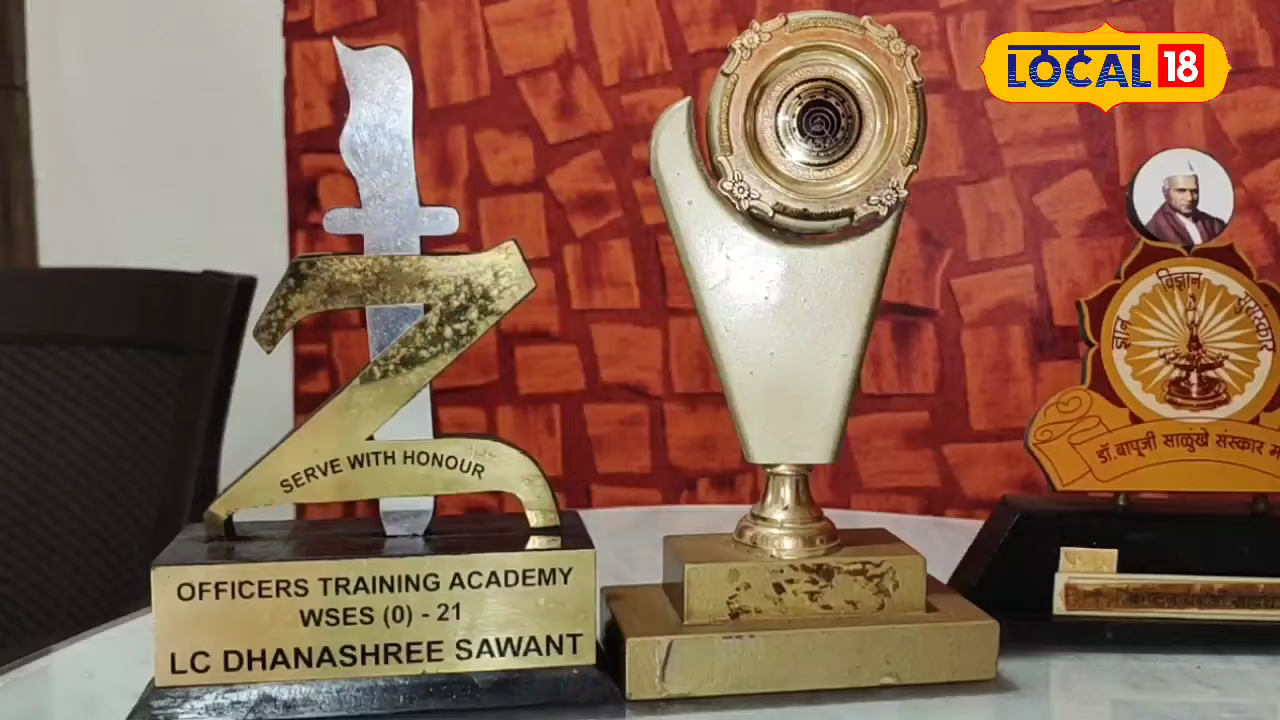 LOCAL 18
SERVE WITH HONOUR
OFFICERS TRAINING ACADEMY
WSES (0) - 21
LC DHANASHREE SAWANT
ज्ञान विज्ञान सुसंस्कार
डॉ. बापूजी साळुंखे संस्कार